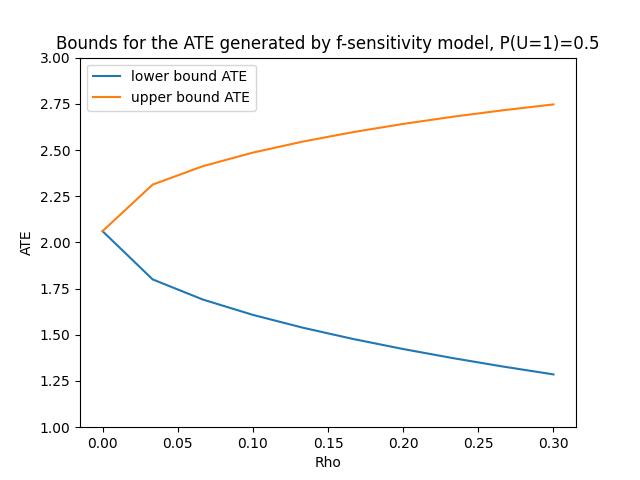 Bounds for the ATE generated by f-sensitivity model, P(U=1)=0.5
lower bound ATE
upper bound ATE
3.00
2.75
2.50
2.25
2.00
1.75
1.50
1.25
1.00
ATE
0.00 0.05 0.10 0.15 0.20 0.25 0.30
Rho